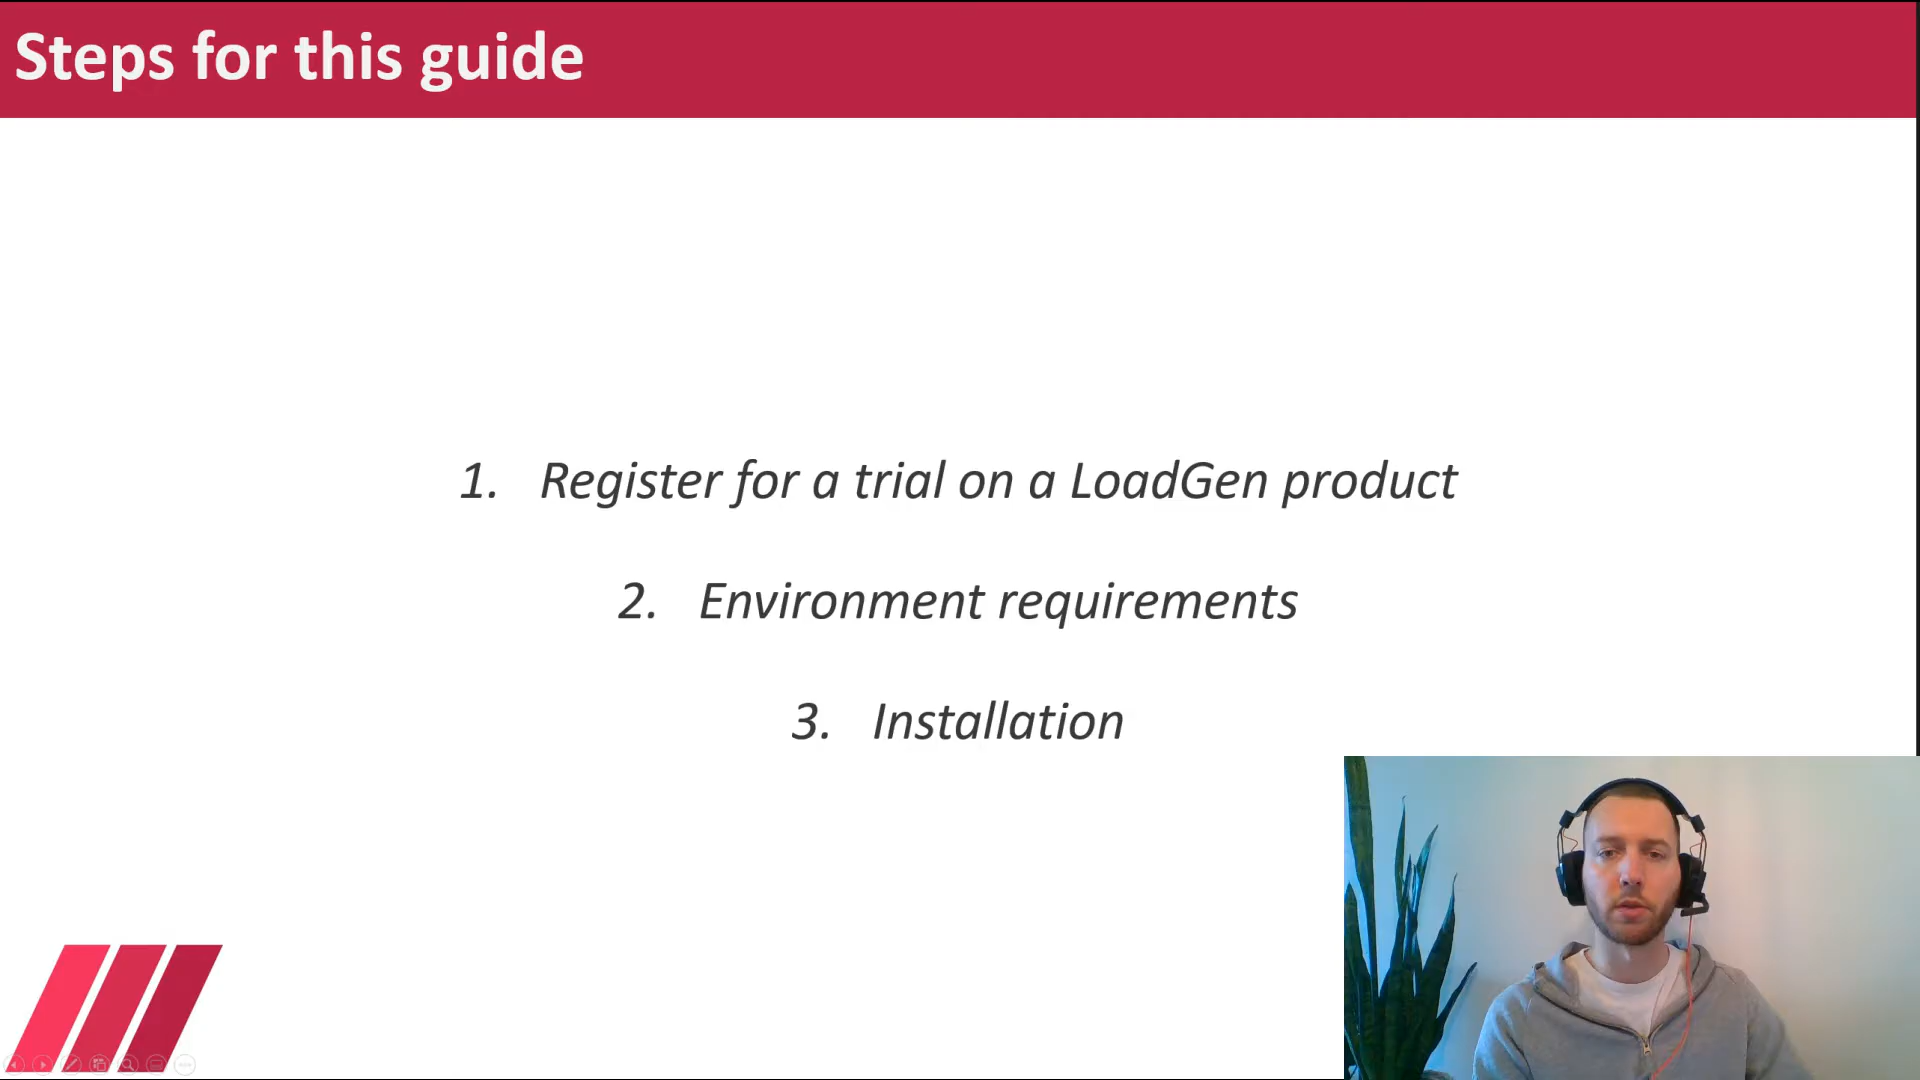 Steps for this guide
1. Register for a trial on a LoadGen product
2. Environment requirements
3. Installation